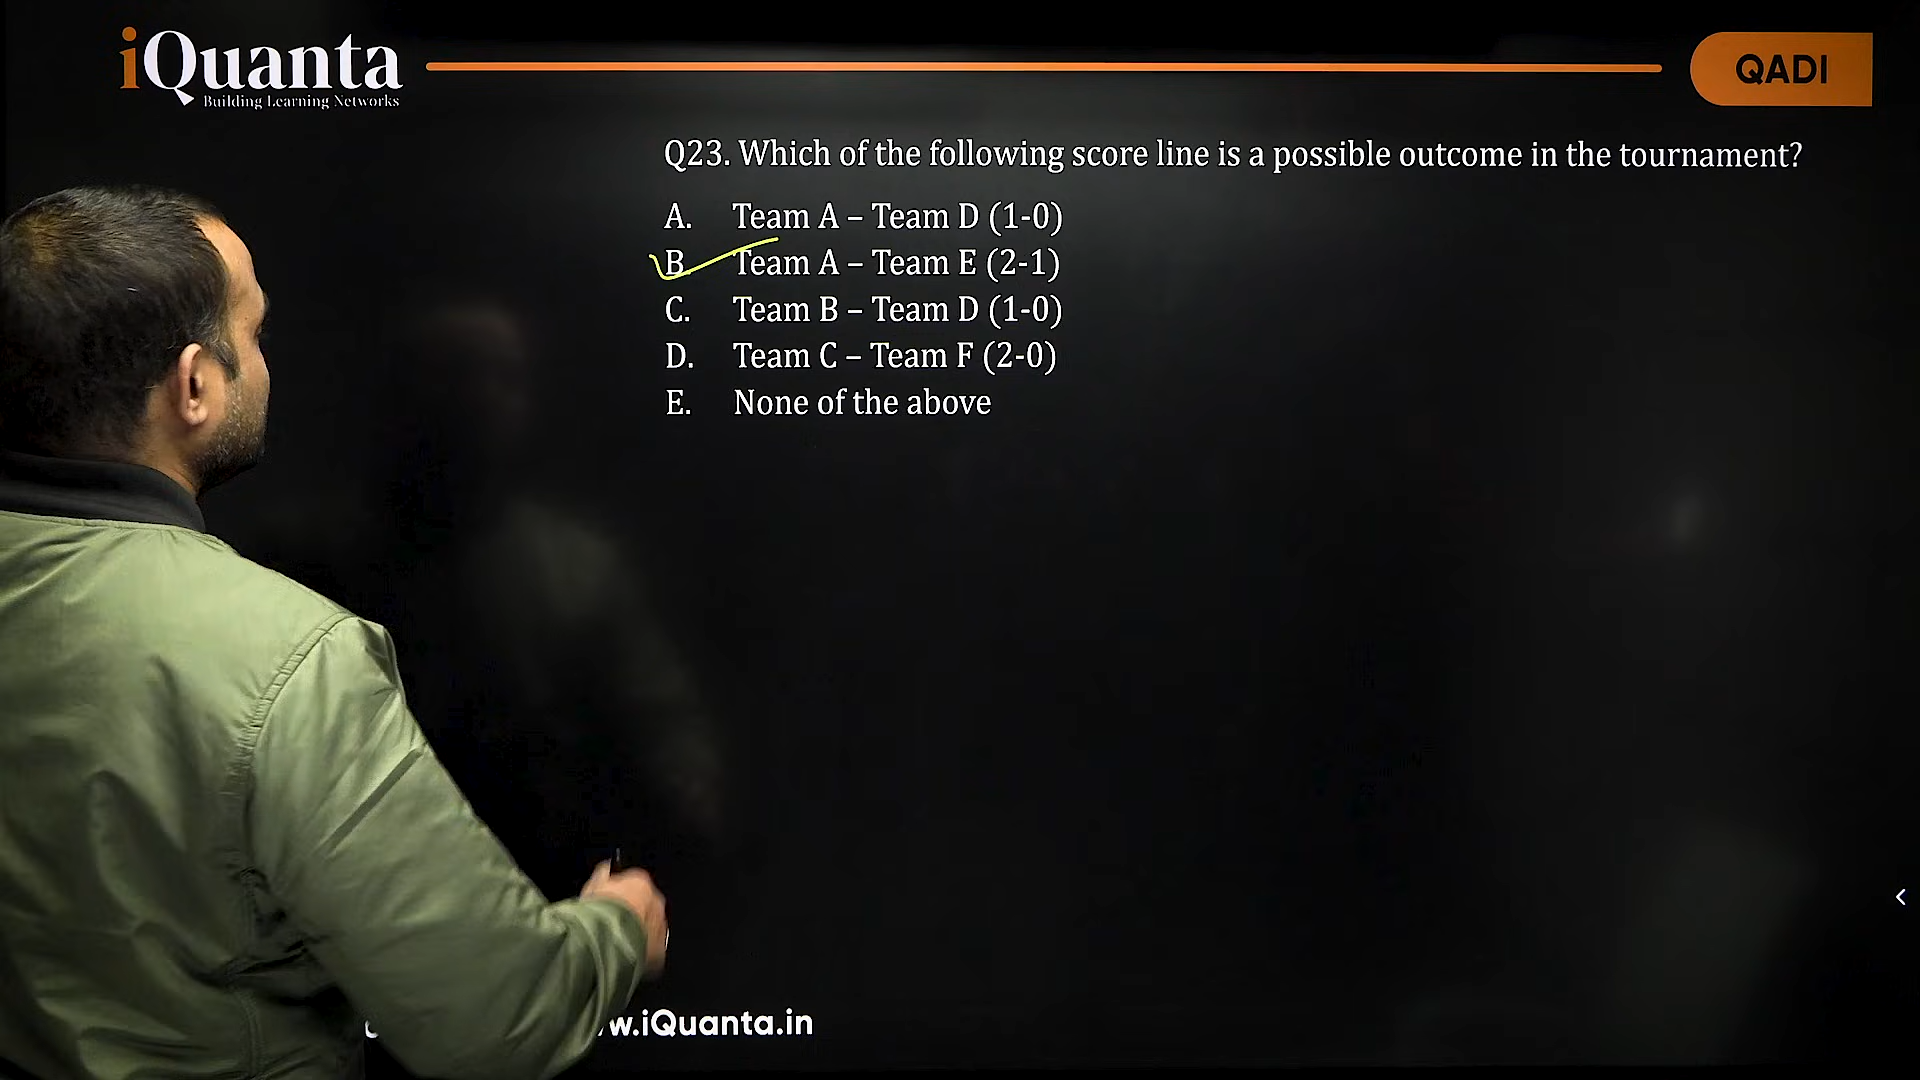 iQuanta
Building Learning Networks
QADI
Q23. Which of the following score line is a possible outcome in the tournament?
A. Team A – Team D (1-0)
B. Team A – Team E (2-1)
C. Team B – Team D (1-0)
D. Team C – Team F (2-0)
E. None of the above
w.iQuanta.in